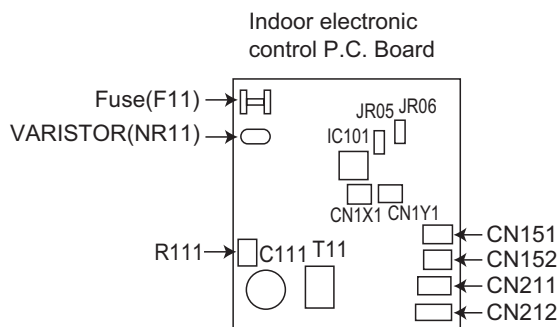 Indoor electronic
control P.C. Board
Fuse(F11)
JR05 JR06
VARISTOR(NR11)
IC101
CN1X1 CN1Y1
CN151
R111 C111 T11
CN152
CN211
CN212